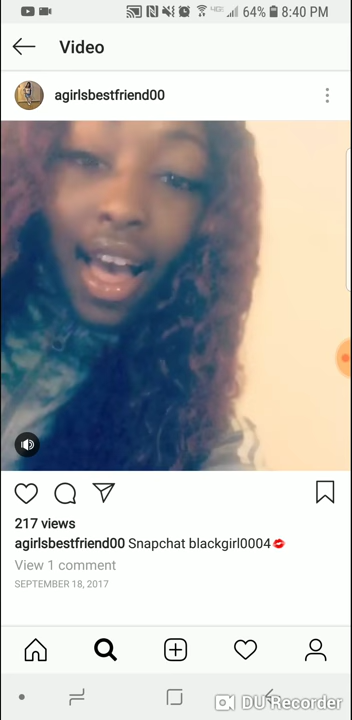 64% 8:40 PM
Video
agirlsbestfriend00
217 views
agirlsbestfriend00 Snapchat blackgirl0004💋
View 1 comment
SEPTEMBER 18, 2017
DU Recorder